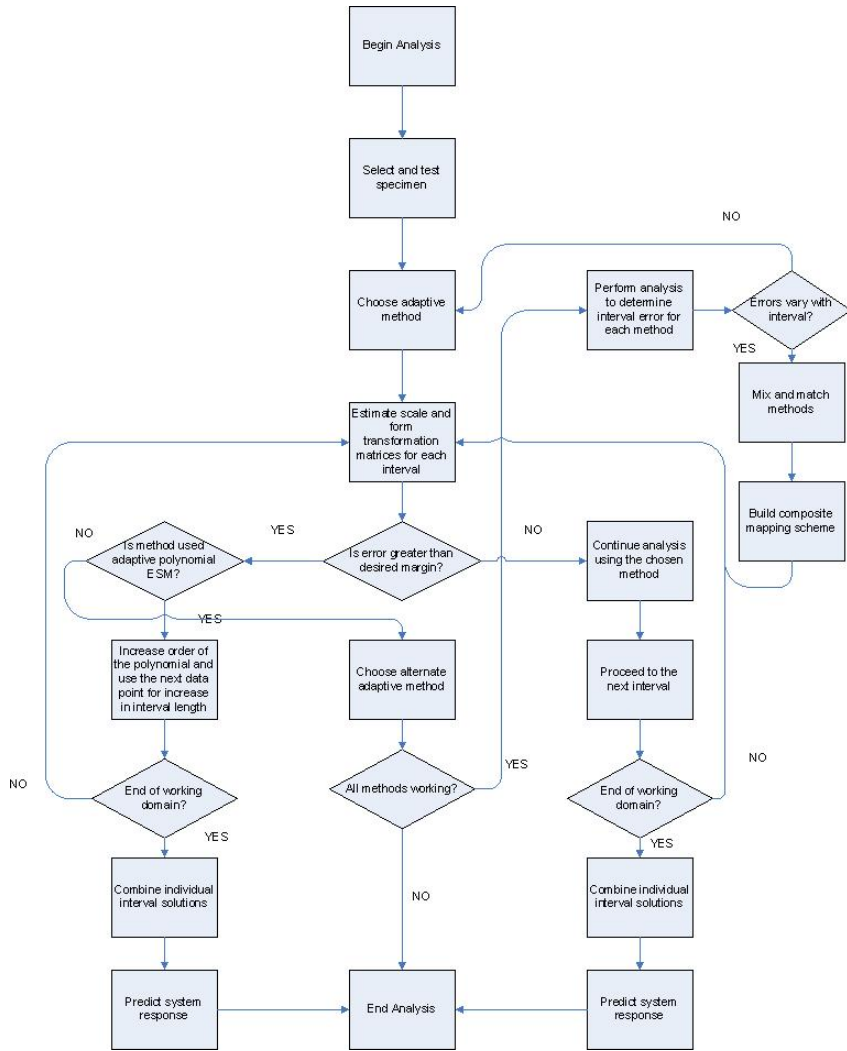 Begin Analysis
Select and test
specimen
NO
Choose adaptive
method
Perform analysis
to determine
interval error for
each method
Errors vary with
interval?
YES
Mix and match
methods
Estimate scale and
form
transformation
matrices for each
interval
Build composite
mapping scheme
NO
Is method used
adaptive polynomial
ESM?
YES
Is error greater than
desired margin?
NO
Continue analysis
using the chosen
method
YES
Increase order of
the polynomial and
use the next data
point for increase
in interval length
Choose alternate
adaptive method
Proceed to the
next interval
NO
End of working
domain?
All methods working?
YES
End of working
domain?
NO
YES
YES
Combine individual
interval solutions
NO
Combine individual
interval solutions
Predict system
response
End Analysis
Predict system
response